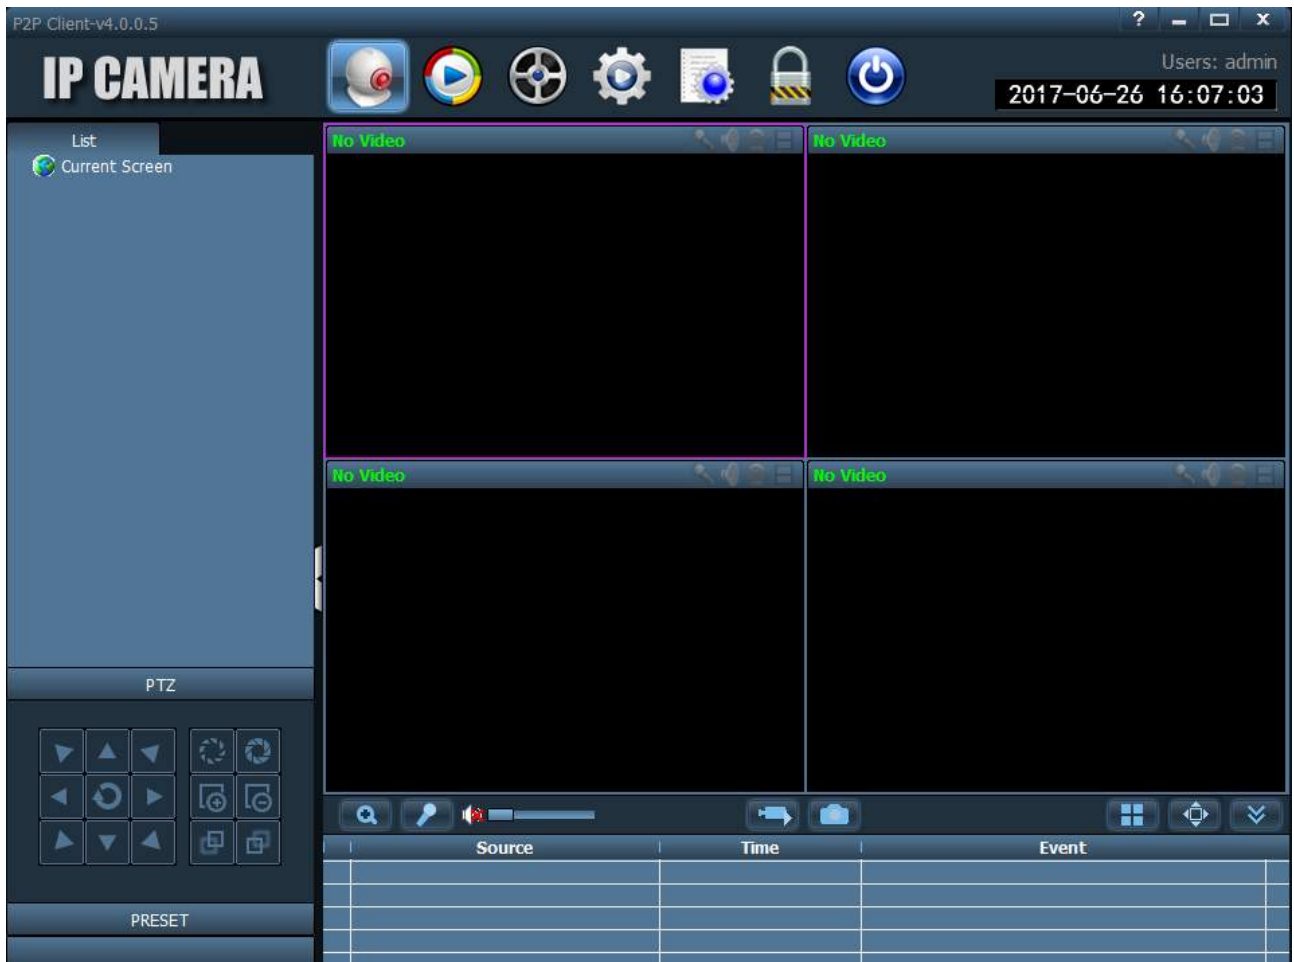 P2P Client-v4.0.0.5
?
X
IP CAMERA
Users: admin
2017-06-26 16:07:03
List
Current Screen
No Video
No Video
No Video
No Video
PTZ
PRESET
Source Time Event